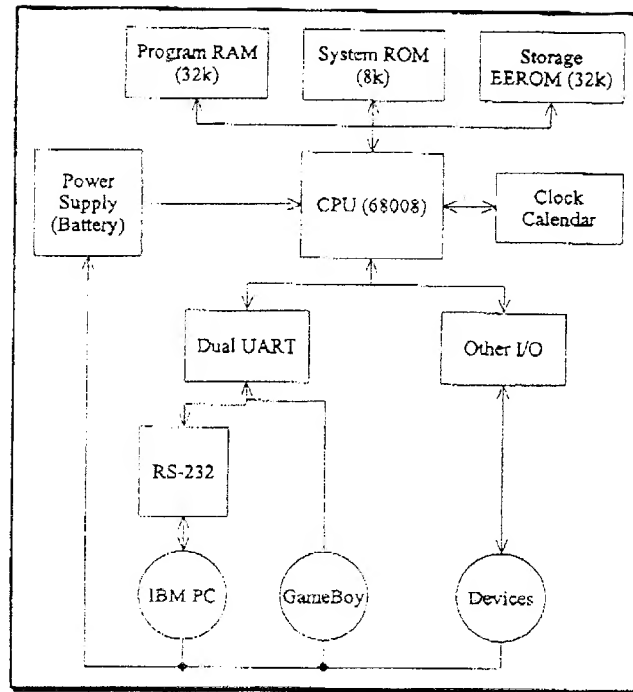 Program RAM
(32k)
System ROM
(8k)
Storage
EEROM (32k)
Power
Supply
(Battery)
CPU (68008)
Clock
Calendar
Dual UART
Other I/O
RS-232
IBM PC
GameBoy
Devices